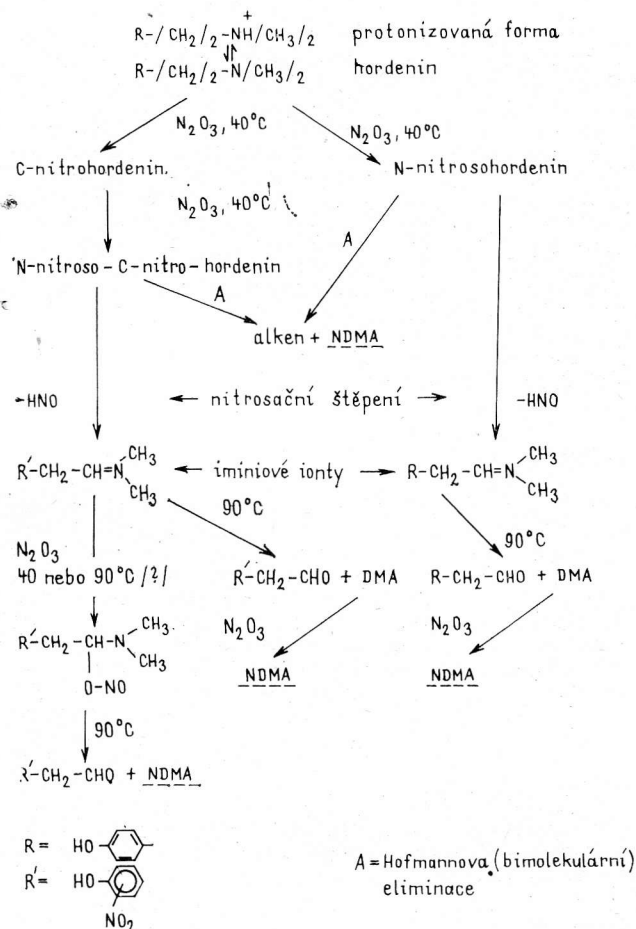 R-/CH2/2-NH/CH3/2 protonizovaná forma
+
R-/CH2/2-N/CH3/2 hordenin
N2O3, 40°C N2O3, 40°C
C-nitrohordenin. N-nitrosohordenin
N2O3, 40°C
A
N-nitroso-C-nitro-hordenin
A
alken + NDMA
-HNO nitrosační štěpení -HNO
R'-CH2-CH=N CH3 CH3 iminiové ionty R-CH2-CH=N CH3 CH3
90°C
90°C
N2O3
40 nebo 90°C /?/
R'-CH2-CHO + DMA R-CH2-CHO + DMA
N2O3 N2O3
R'-CH2-CH-N CH3 CH3
O-NO
NDMA NDMA
90°C
R'-CH2-CHO + NDMA
R= HO-
R'= HO-
NO2
A=Hofmannova (bimolekulární)
eliminace